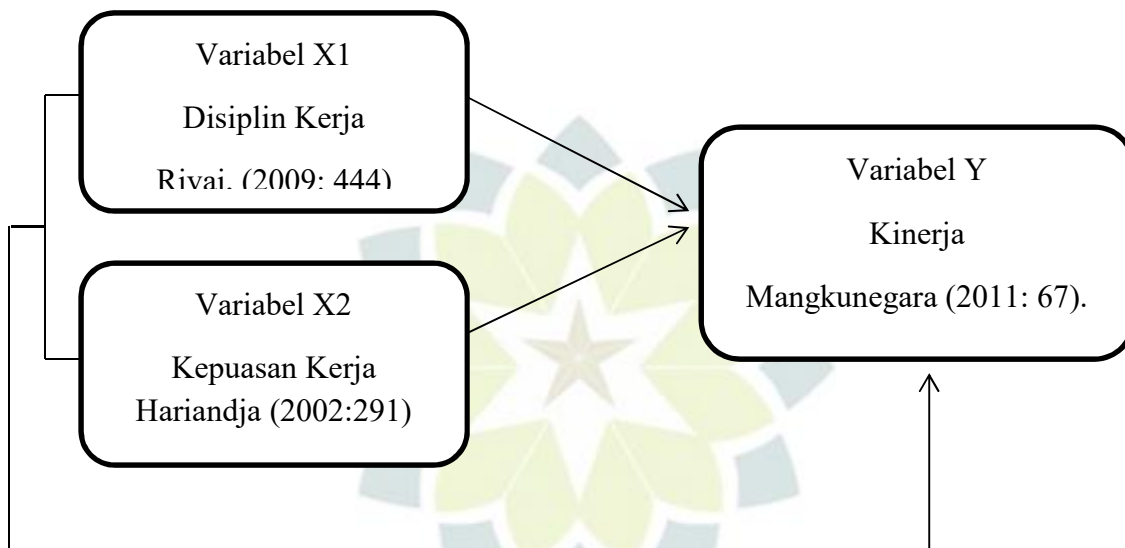 Variabel X1
Disiplin Kerja
Rivai. (2009: 444)
Variabel X2
Kepuasan Kerja
Hariandja (2002:291)
Variabel Y
Kinerja
Mangkunegara (2011: 67).